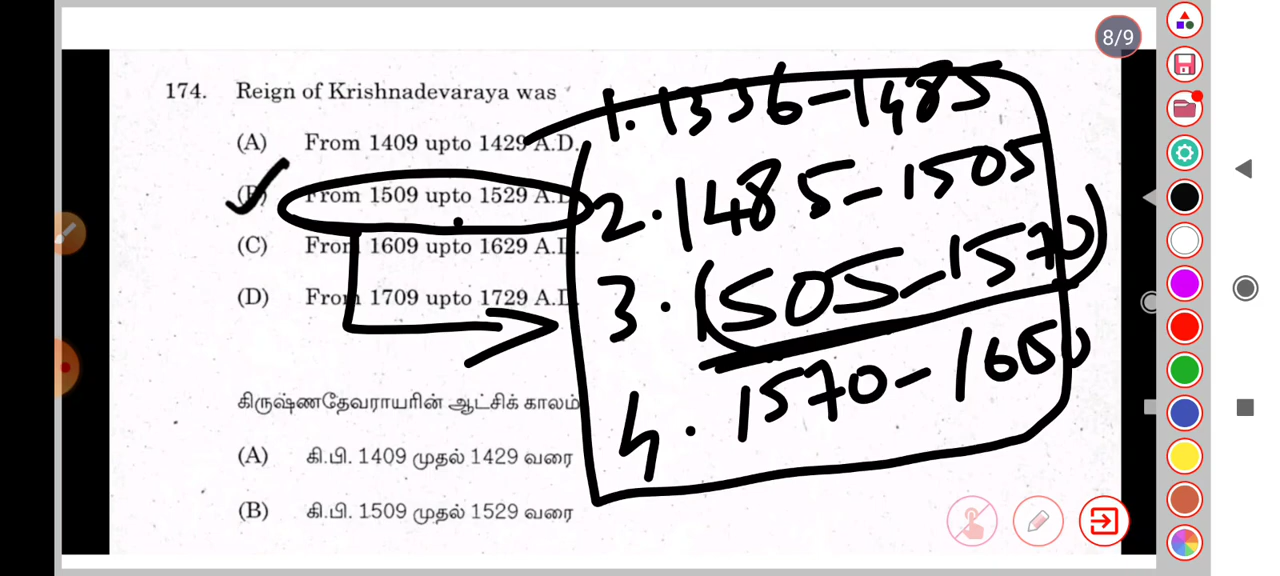 8/9
174. Reign of Krishnadevaraya was
(A) From 1409 upto 1429 A.D.
(B) From 1509 upto 1529 A.D.
(C) From 1609 upto 1629 A.D.
(D) From 1709 upto 1729 A.D.
கிருஷ்ணதேவராயரின் ஆட்சிக் காலம்
(A) கி.பி. 1409 முதல் 1429 வரை
(B) கி.பி. 1509 முதல் 1529 வரை
1. 1336-1485
2. 1485-1505
3. (1505-1570)
4. 1570-1650